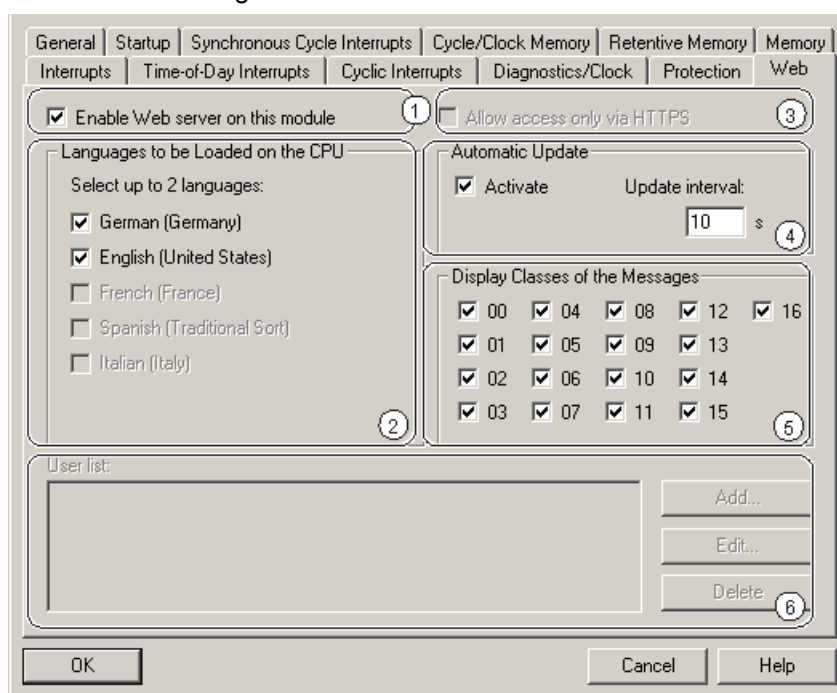 General Startup Synchronous Cycle Interrupts Cycle/Clock Memory Retentive Memory Memory
Interrupts Time-of-Day Interrupts Cyclic Interrupts Diagnostics/Clock Protection Web
Enable Web server on this module 1 Allow access only via HTTPS 3
Languages to be Loaded on the CPU Automatic Update
Select up to 2 languages: Activate Update interval:
German (Germany) 10 s 4
English (United States)
French (France)
Spanish (Traditional Sort)
Italian (Italy)
2
Display Classes of the Messages
00 04 08 12 16
01 05 09 13
02 06 10 14
03 07 11 15
5
User list:
Add...
Edit...
Delete 6
OK Cancel Help